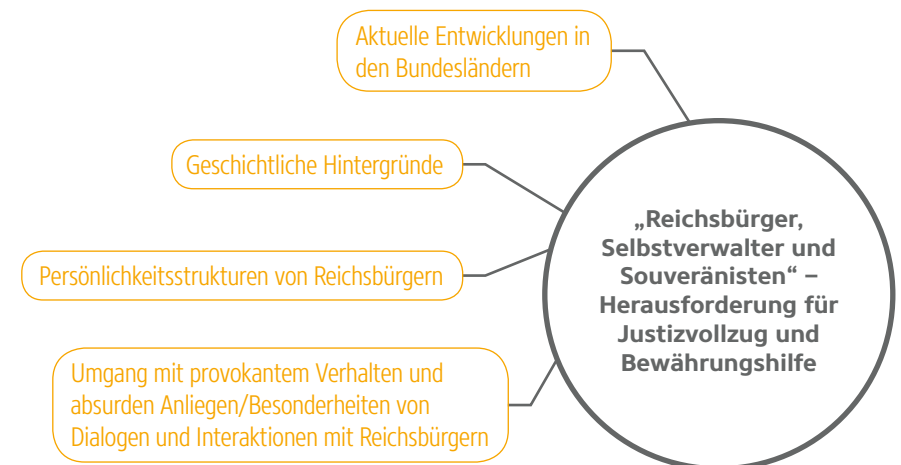 Aktuelle Entwicklungen in
den Bundesländern
Geschichtliche Hintergründe
Persönlichkeitsstrukturen von Reichsbürgern
Umgang mit provokantem Verhalten und
absurden Anliegen/Besonderheiten von
Dialogen und Interaktionen mit Reichsbürgern
„Reichsbürger,
Selbstverwalter und
Souveränisten“ –
Herausforderung für
Justizvollzug und
Bewährungshilfe